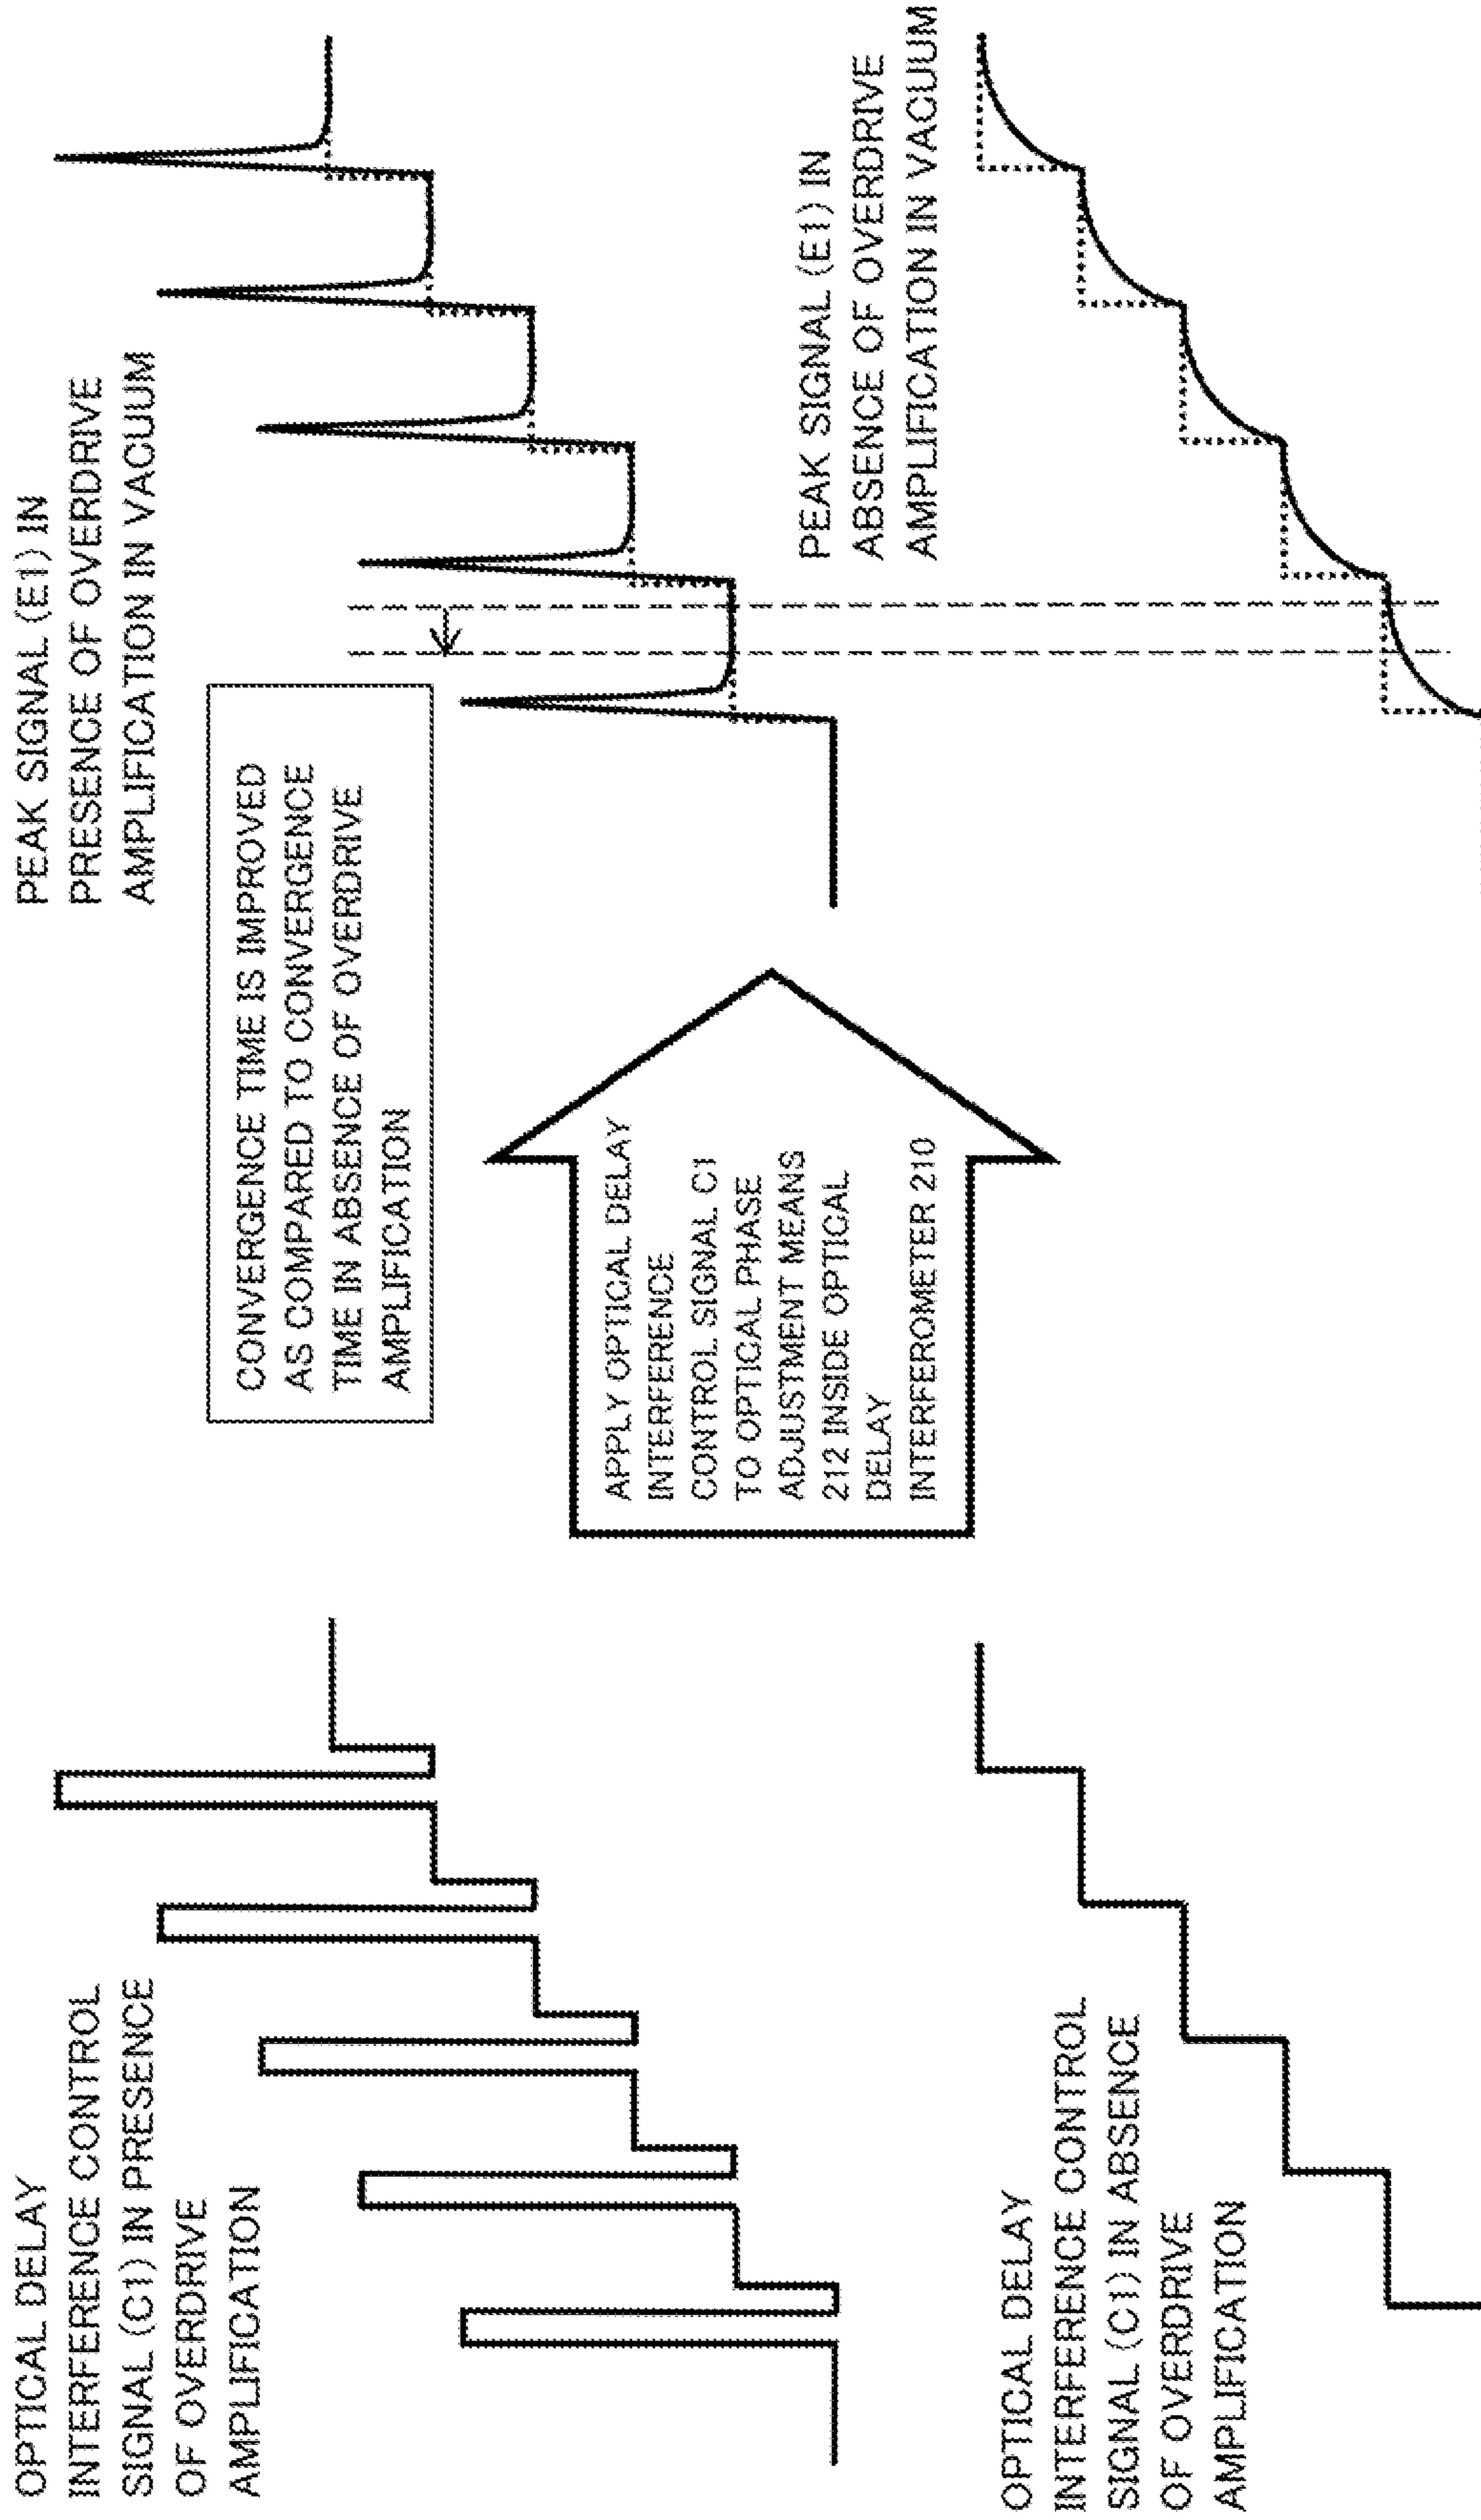 OPTICAL DELAY
INTERFERENCE CONTROL
SIGNAL (C1) IN PRESENCE
OF OVERDRIVE
AMPLIFICATION
PEAK SIGNAL (E1) IN
PRESENCE OF OVERDRIVE
AMPLIFICATION IN VACUUM
CONVERGENCE TIME IS IMPROVED
AS COMPARED TO CONVERGENCE
TIME IN ABSENCE OF OVERDRIVE
AMPLIFICATION
APPLY OPTICAL DELAY
INTERFERENCE
CONTROL SIGNAL C1
TO OPTICAL PHASE
ADJUSTMENT MEANS
212 INSIDE OPTICAL
DELAY
INTERFEROMETER 210
OPTICAL DELAY
INTERFERENCE CONTROL
SIGNAL (C1) IN ABSENCE
OF OVERDRIVE
AMPLIFICATION
PEAK SIGNAL (E1) IN
ABSENCE OF OVERDRIVE
AMPLIFICATION IN VACUUM